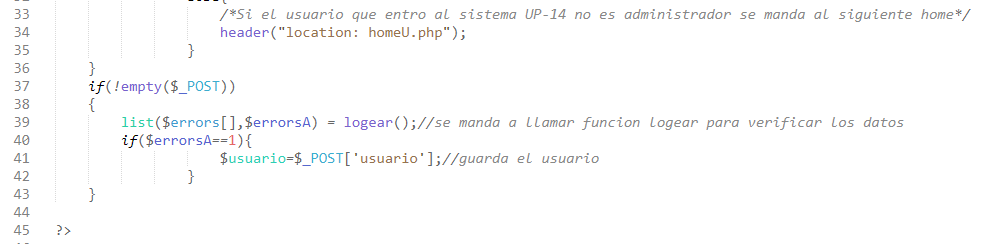 33 /*Si el usuario que entro al sistema UP-14 no es administrador se manda al siguiente home*/
34 header("location: homeU.php");
35 }
36 }
37 if(!empty($_POST))
38 {
39 list($errors[],$errorsA) = logear();//se manda a llamar funcion logear para verificar los datos
40 if($errorsA==1){
41 $usuario=$_POST['usuario'];//guarda el usuario
42 }
43 }
44
45 ?>